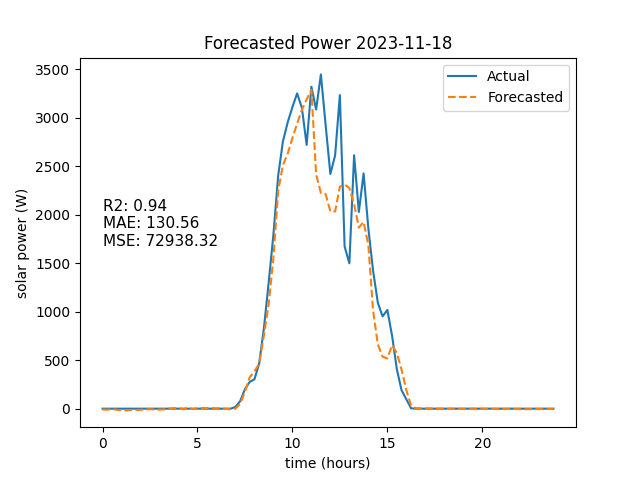 Forecasted Power 2023-11-18
Actual
Forecasted
R2: 0.94
MAE: 130.56
MSE: 72938.32
solar power (W)
3500
3000
2500
2000
1500
1000
500
0
0 5 10 15 20
time (hours)